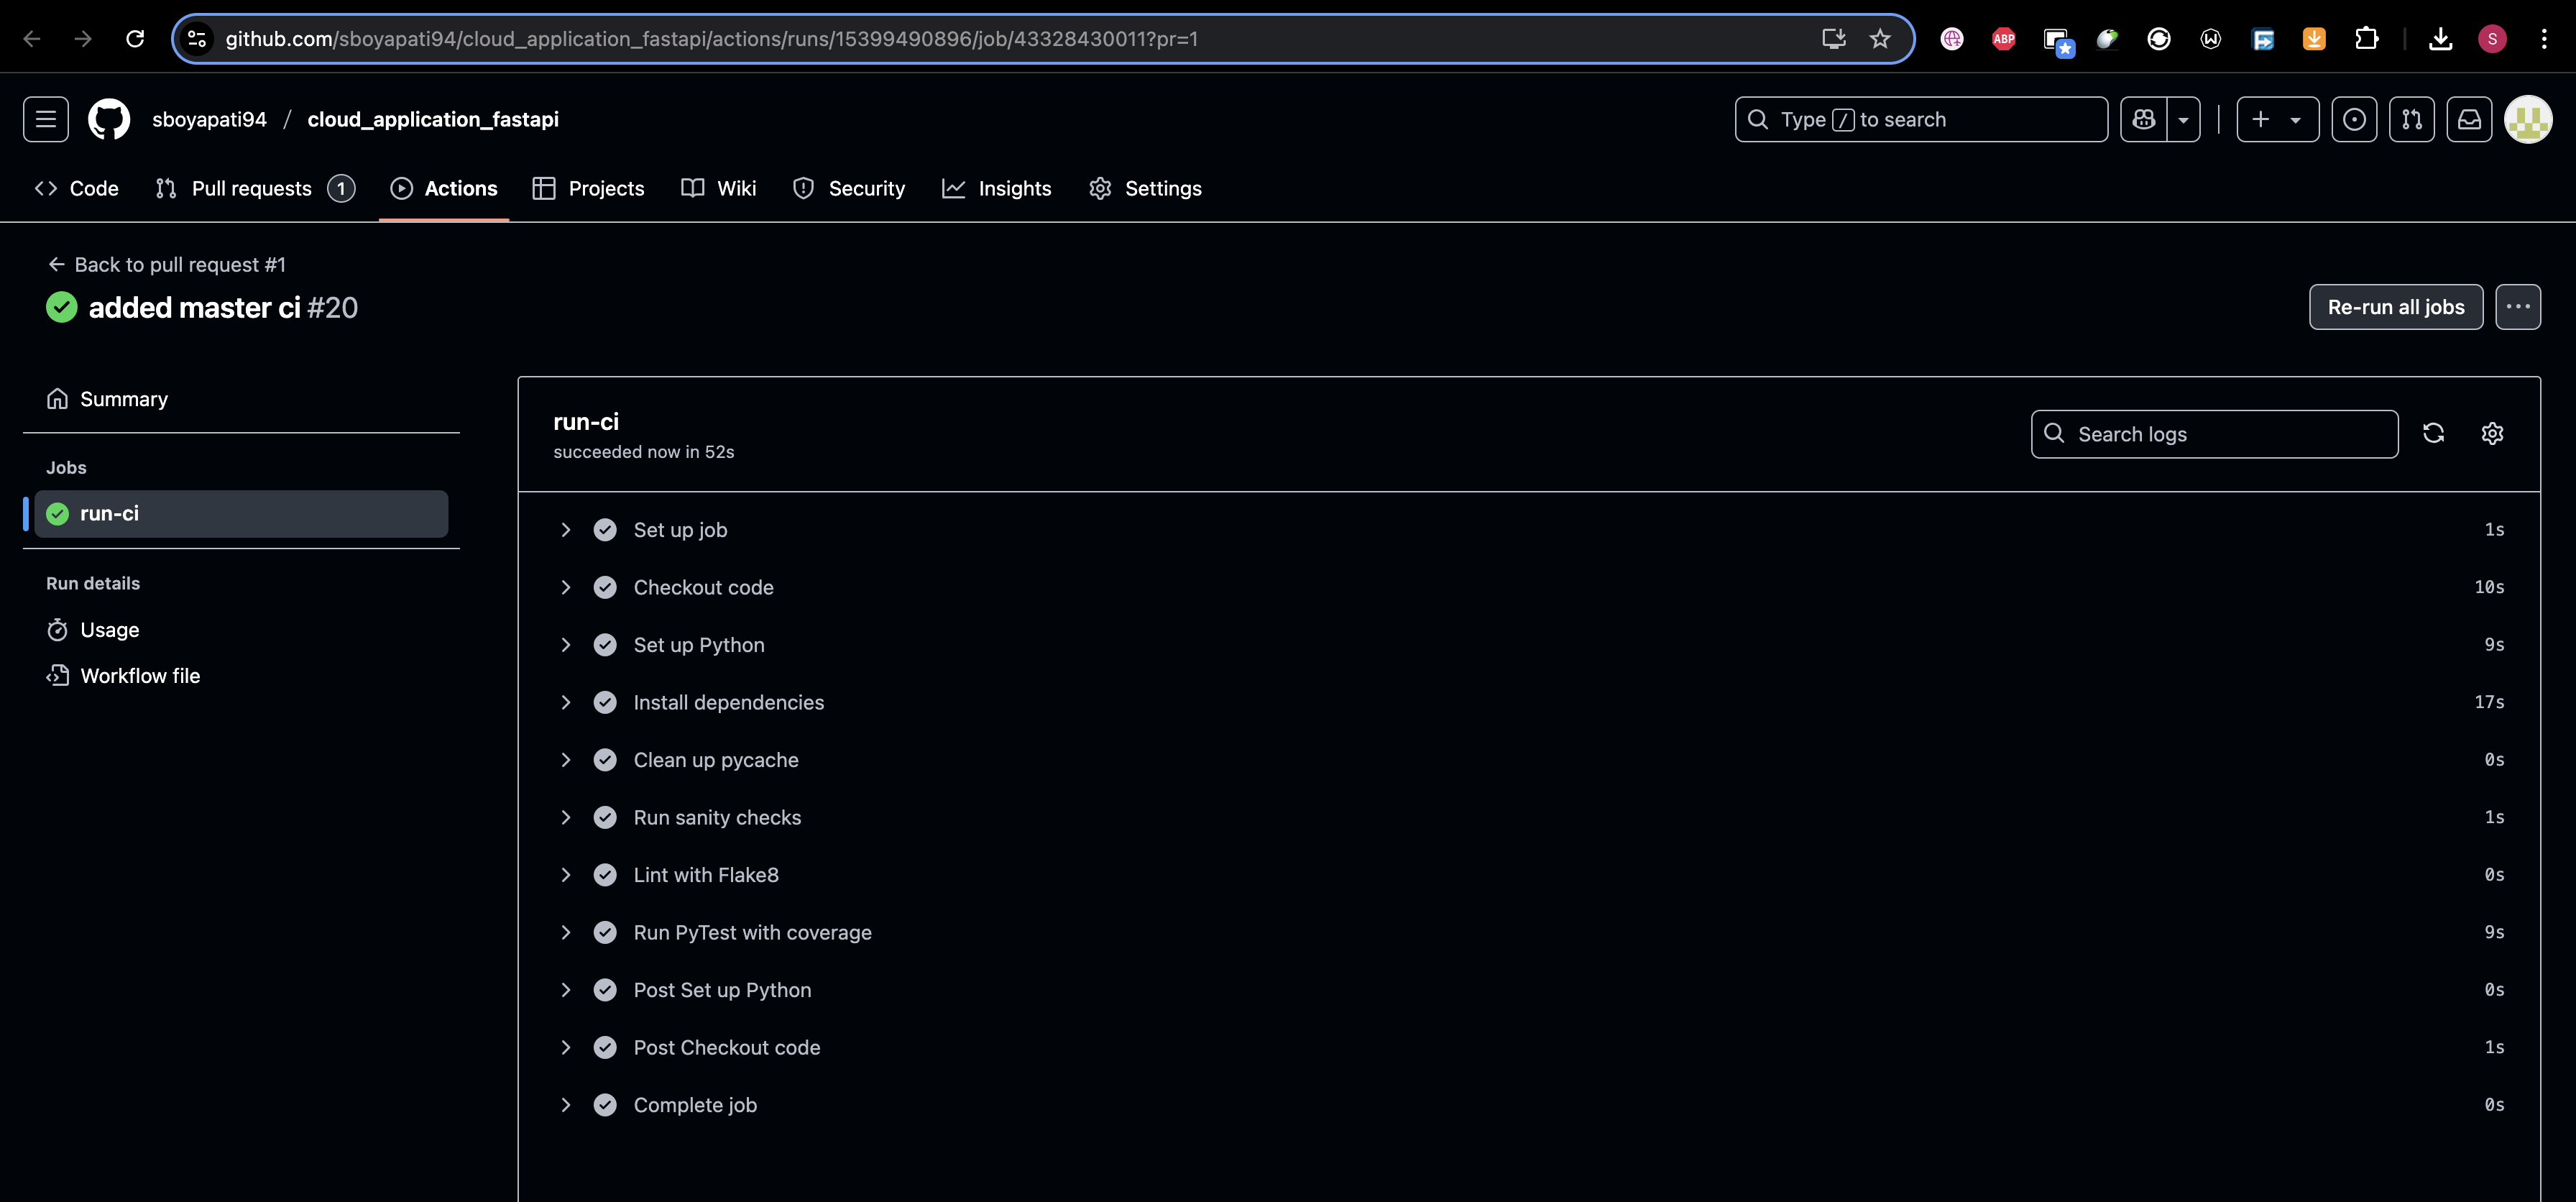 github.com/sboyapati94/cloud_application_fastapi/actions/runs/15399490896/job/43328430011?pr=1
ABP
S
sboyapati94 / cloud_application_fastapi
Type / to search
Code
Pull requests 1
Actions
Projects
Wiki
Security
Insights
Settings
Back to pull request #1
added master ci #20
Re-run all jobs
Summary
Jobs
run-ci
Run details
Usage
Workflow file
run-ci
succeeded now in 52s
Search logs
Set up job 1s
Checkout code 10s
Set up Python 9s
Install dependencies 17s
Clean up pycache 0s
Run sanity checks 1s
Lint with Flake8 0s
Run PyTest with coverage 9s
Post Set up Python 0s
Post Checkout code 1s
Complete job 0s